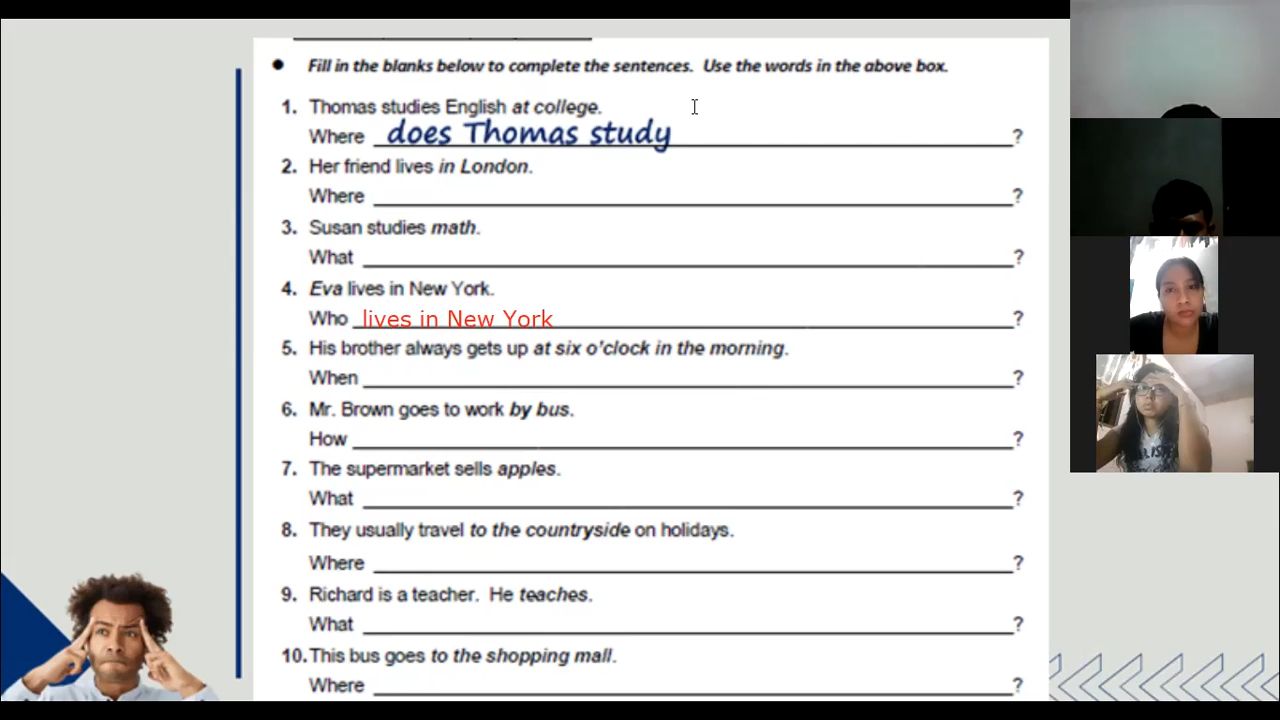 Fill in the blanks below to complete the sentences. Use the words in the above box.
1. Thomas studies English at college.
Where does Thomas study ?
2. Her friend lives in London.
Where ?
3. Susan studies math.
What ?
4. Eva lives in New York.
Who lives in New York ?
5. His brother always gets up at six o'clock in the morning.
When ?
6. Mr. Brown goes to work by bus.
How ?
7. The supermarket sells apples.
What ?
8. They usually travel to the countryside on holidays.
Where ?
9. Richard is a teacher. He teaches.
What ?
10. This bus goes to the shopping mall.
Where ?